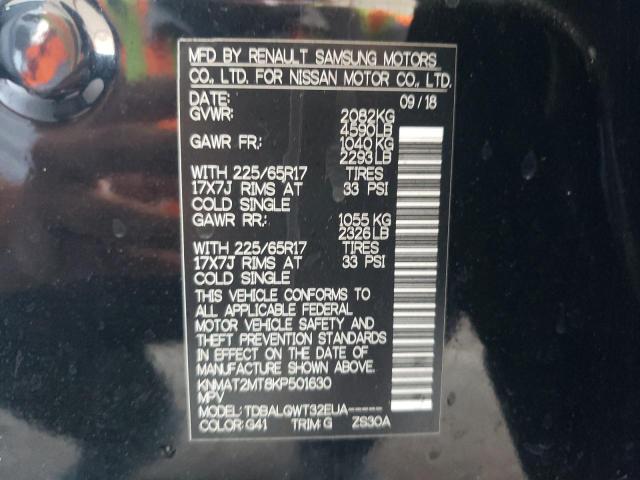 MFD BY RENAULT SAMSUNG MOTORS
CO., LTD. FOR NISSAN MOTOR CO., LTD.
DATE: 09/18
GVWR: 2082KG
4590LB
GAWR FR: 1040 KG
2293LB
WITH 225/65R17 TIRES
17X7J RIMS AT 33 PSI
COLD SINGLE
GAWR RR: 1055 KG
2326LB
WITH 225/65R17 TIRES
17X7J RIMS AT 33 PSI
COLD SINGLE
THIS VEHICLE CONFORMS TO
ALL APPLICABLE FEDERAL
MOTOR VEHICLE SAFETY AND
THEFT PREVENTION STANDARDS
IN EFFECT ON THE DATE OF
MANUFACTURE SHOWN ABOVE.
KNMAT2MT8KP501630
MPV
MODEL: TDBALGWT32EUA-----
COLOR: G41 TRIM: G ZS30A